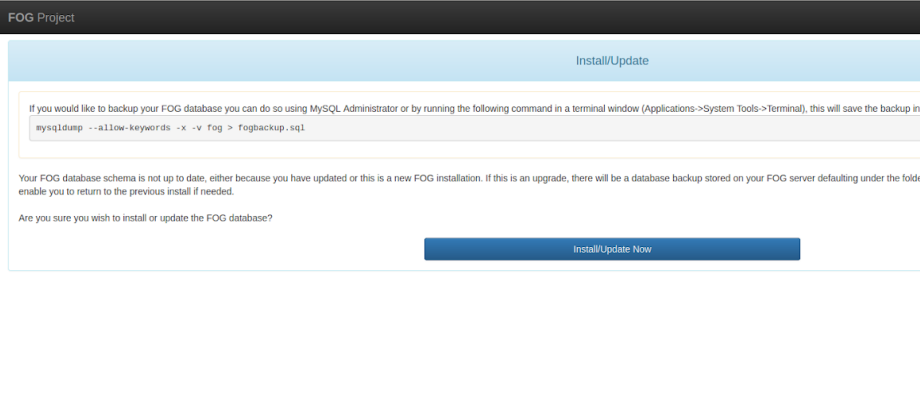 FOG Project
Install/Update
If you would like to backup your FOG database you can do so using MySQL Administrator or by running the following command in a terminal window (Applications->System Tools->Terminal), this will save the backup in
mysqldump --allow-keywords -x -v fog > fogbackup.sql
Your FOG database schema is not up to date, either because you have updated or this is a new FOG installation. If this is an upgrade, there will be a database backup stored on your FOG server defaulting under the
enable you to return to the previous install if needed.
Are you sure you wish to install or update the FOG database?
Install/Update Now